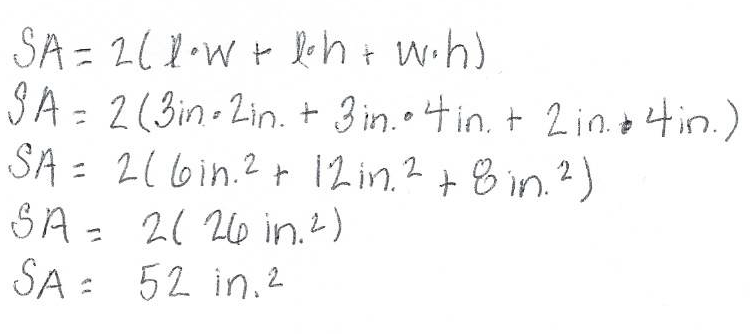 SA = 2(l·w + l·h + w·h)
SA = 2(3in.·2in. + 3in.·4in. + 2in.·4in.)
SA = 2(6in.² + 12in.² + 8in.²)
SA = 2(26in.²)
SA = 52 in.²